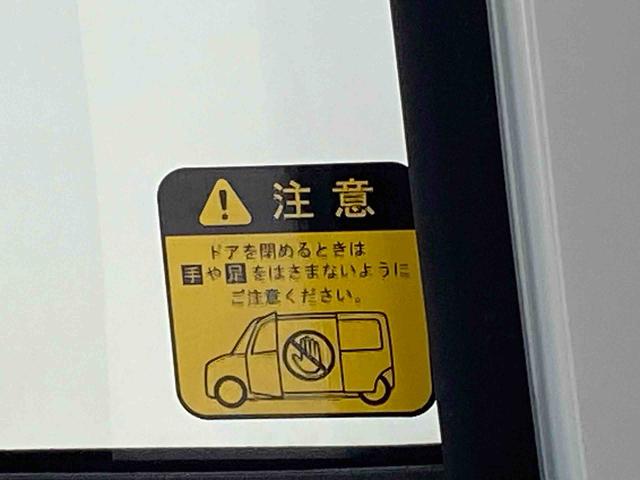 注意
ドアを閉めるときは
手や足をはさまないように
ご注意ください。